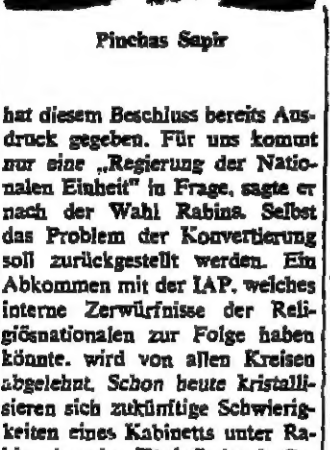 Pinchas Sapir
hat diesem Beschluss bereits Aus-
druck gegeben. Für uns kommt
nur eine „Regierung der Natio-
nalen Einheit" in Frage, sagte er
nach der Wahl Rabins. Selbst
das Problem der Konvertierung
soll zurückgestellt werden. Ein
Abkommen mit der IAP, welches
interne Zerwürfnisse der Reli-
giösnationalen zur Folge haben
könnte. wird von allen Kreisen
abgelehnt. Schon heute kristalli-
sieren sich zukünftige Schwierig-
keiten eines Kabinetts unter Ra-